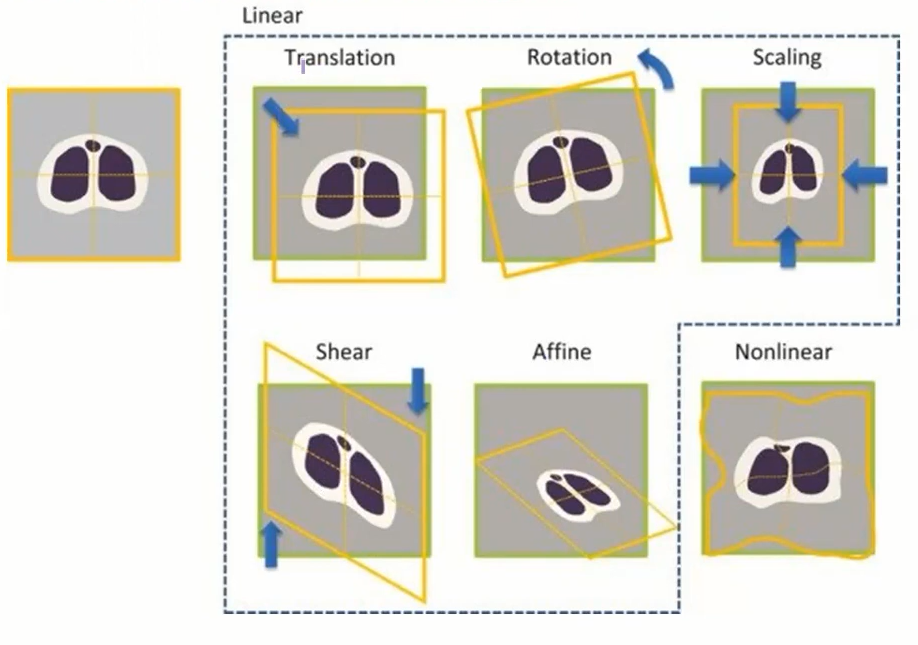 Linear
Translation
Rotation
Scaling
Shear
Affine
Nonlinear